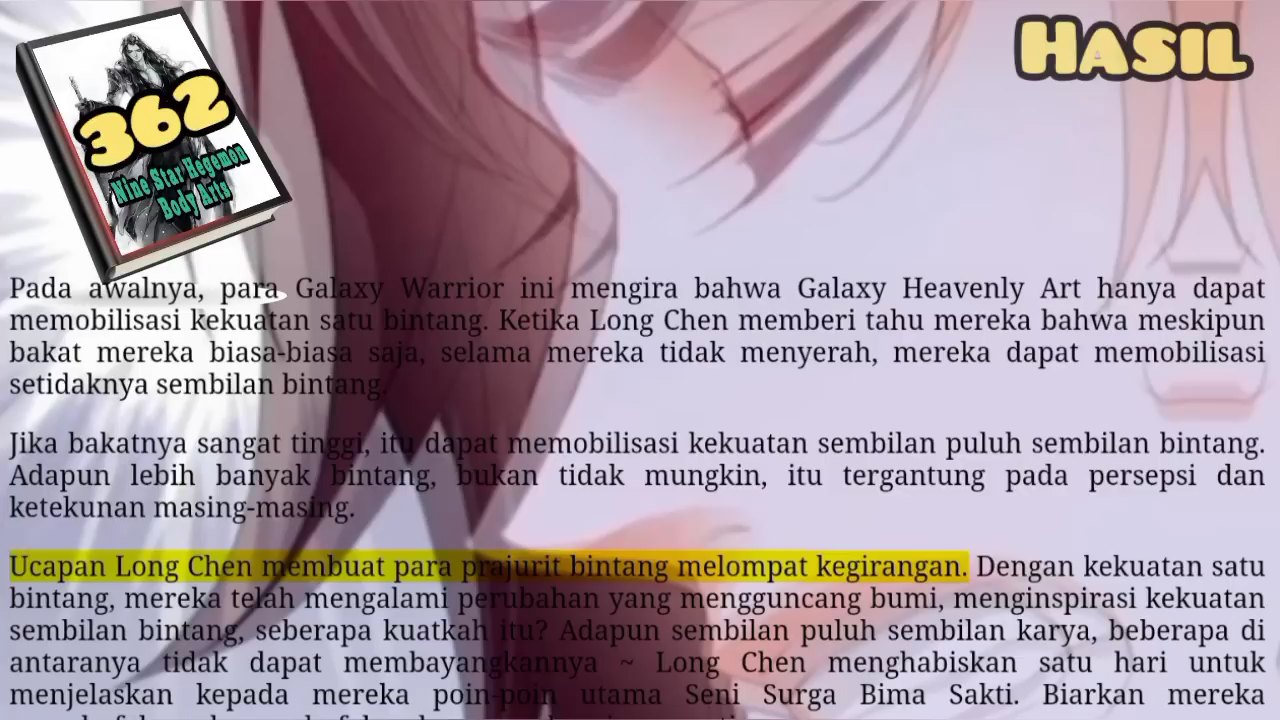 HASIL
362
Nine Star Hegemon
Body Arts
Pada awalnya, para Galaxy Warrior ini mengira bahwa Galaxy Heavenly Art hanya dapat
memobilisasi kekuatan satu bintang. Ketika Long Chen memberi tahu mereka bahwa meskipun
bakat mereka biasa-biasa saja, selama mereka tidak menyerah, mereka dapat memobilisasi
setidaknya sembilan bintang.
Jika bakatnya sangat tinggi, itu dapat memobilisasi kekuatan sembilan puluh sembilan bintang.
Adapun lebih banyak bintang, bukan tidak mungkin, itu tergantung pada persepsi dan
ketekunan masing-masing.
Ucapan Long Chen membuat para prajurit bintang melompat kegirangan. Dengan kekuatan satu
bintang, mereka telah mengalami perubahan yang mengguncang bumi, menginspirasi kekuatan
sembilan bintang, seberapa kuatkah itu? Adapun sembilan puluh sembilan karya, beberapa di
antaranya tidak dapat membayangkannya ~ Long Chen menghabiskan satu hari untuk
menjelaskan kepada mereka poin-poin utama Seni Surga Bima Sakti. Biarkan mereka